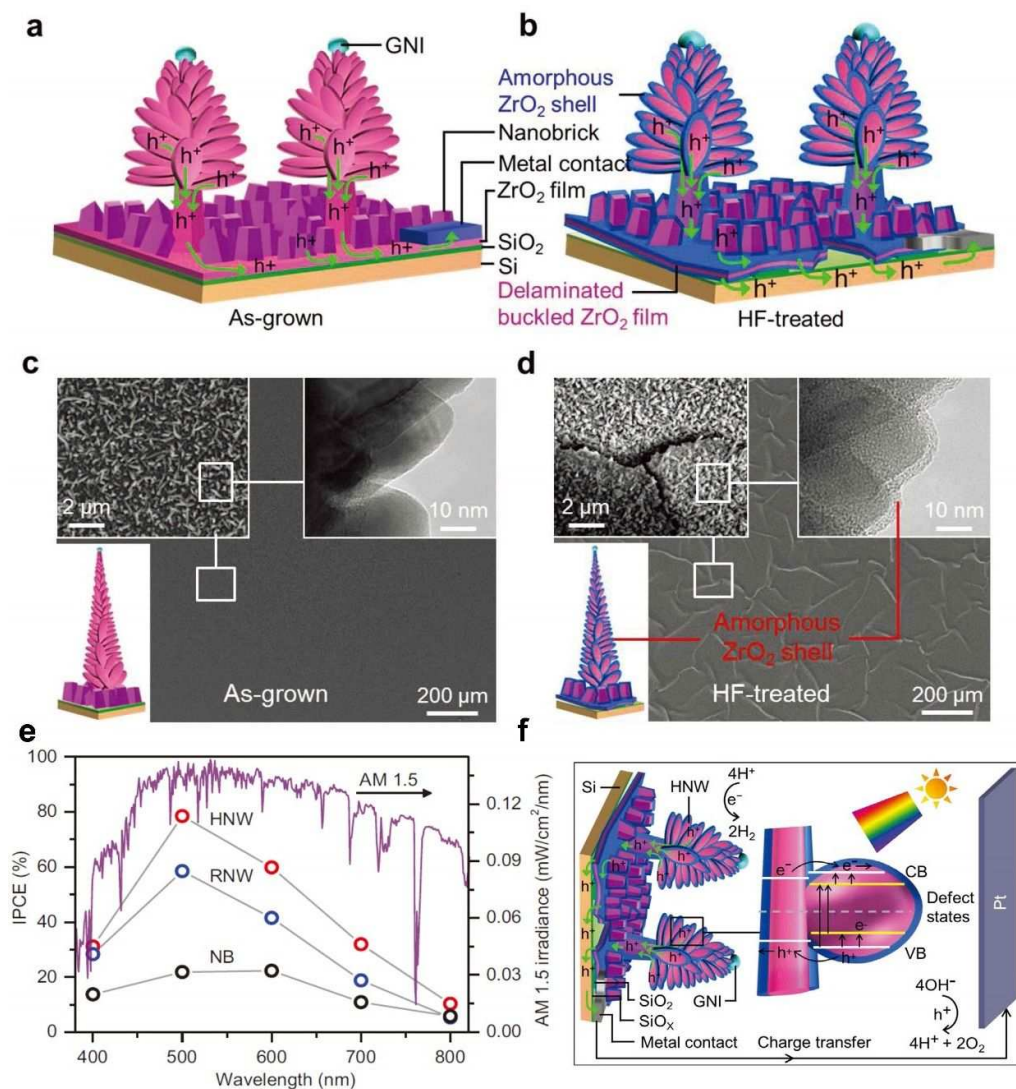 a
GNI
h+
h+
h+
h+
h+
h+
h+
h+
h+
h+
h+
As-grown
b
Amorphous
ZrO2 shell
Nanobrick
Metal contact
ZrO2 film
SiO2
Si
Delaminated
buckled ZrO2 film
h+
h+
h+
h+
h+
h+
h+
h+
h+
h+
h+
h+
HF-treated
c
2 µm
10 nm
As-grown
200 µm
d
2 µm
10 nm
Amorphous
ZrO2 shell
HF-treated
200 µm
e
100
80
60
40
20
0
IPCE (%)
AM 1.5
HNW
RNW
NB
0.12
0.09
0.06
0.03
0.00
AM 1.5 irradiance (mW/cm2/nm)
400 500 600 700 800
Wavelength (nm)
f
Si
HNW
4H+
e-
2H2
h+
h+
h+
h+
h+
h+
h+
h+
SiO2
SiOx
GNI
Metal contact
Charge transfer
e-
e-
CB
Defect
states
e-
VB
h+
h+
4OH-
h+
4H+ + 2O2
Pt